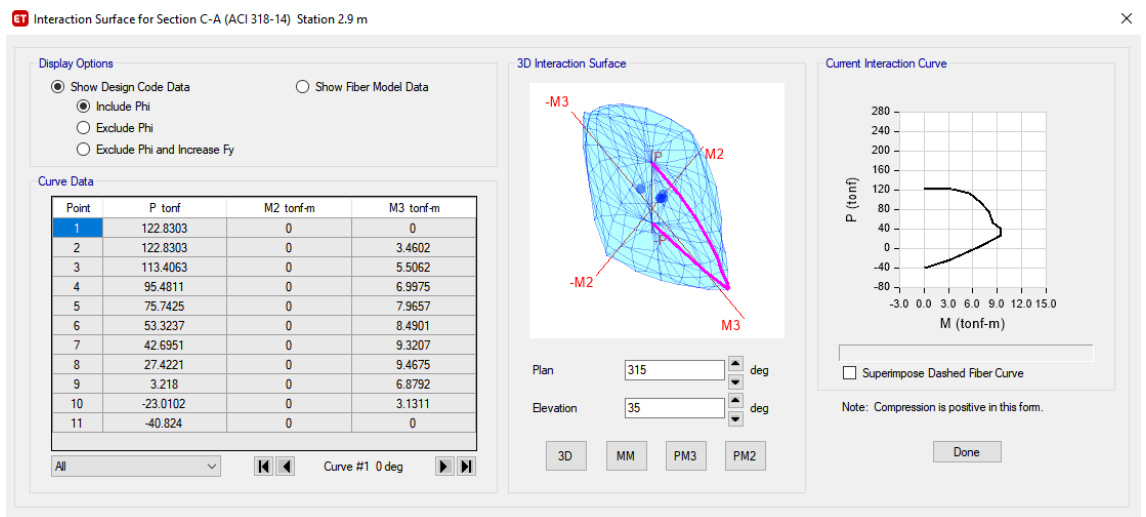 ET Interaction Surface for Section C-A (ACI 318-14) Station 2.9 m
Display Options
Show Design Code Data
Show Fiber Model Data
Include Phi
Exclude Phi
Exclude Phi and Increase Fy
Curve Data
Point P tonf M2 tonf-m M3 tonf-m
1 122.8303 0 0
2 122.8303 0 3.4602
3 113.4063 0 5.5062
4 95.4811 0 6.9975
5 75.7425 0 7.9657
6 53.3237 0 8.4901
7 42.6951 0 9.3207
8 27.4221 0 9.4675
9 3.218 0 6.8792
10 -23.0102 0 3.1311
11 -40.824 0 0
All
Curve #1 0 deg
3D Interaction Surface
-M3
P
M2
-P
-M2
M3
Plan 315 deg
Elevation 35 deg
3D MM PM3 PM2
Current Interaction Curve
P (tonf)
280
240
200
160
120
80
40
0
-40
-80
-3.0 0.0 3.0 6.0 9.0 12.0 15.0
M (tonf-m)
Superimpose Dashed Fiber Curve
Note: Compression is positive in this form.
Done